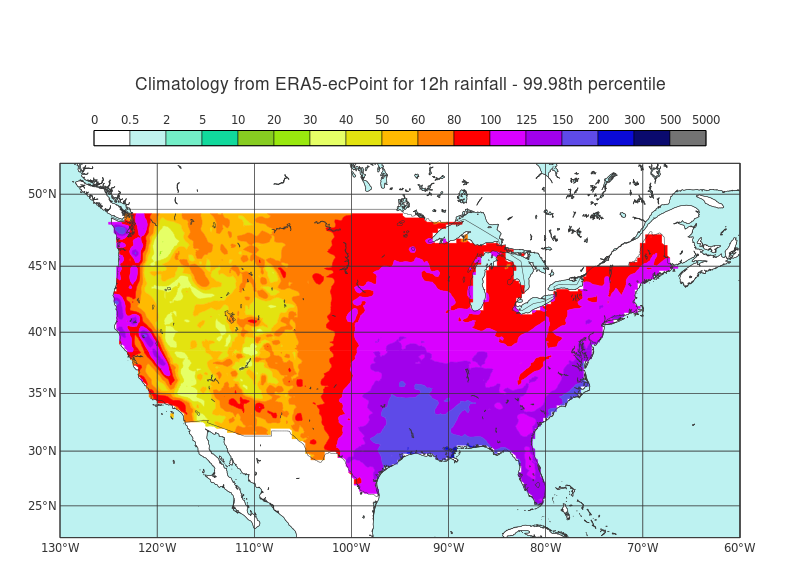 Climatology from ERA5-ecPoint for 12h rainfall - 99.98th percentile
0 0.5 2 5 10 20 30 40 50 60 80 100 125 150 200 300 500 5000
50°N
45°N
40°N
35°N
30°N
25°N
130°W 120°W 110°W 100°W 90°W 80°W 70°W 60°W